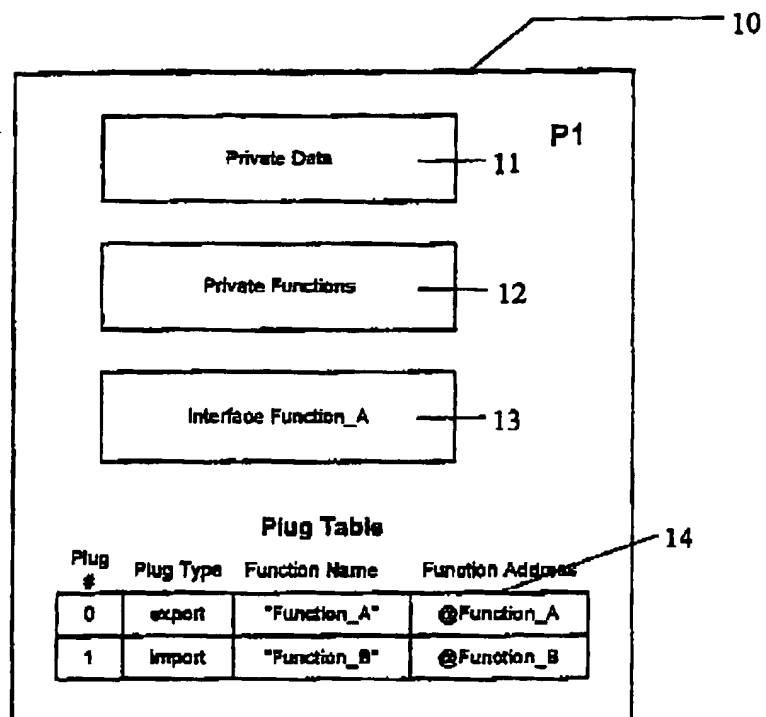 10
P1
Private Data
11
Private Functions
12
Interface Function_A
13
Plug Table
14
Plug # Plug Type Function Name Function Address
0 export "Function_A" @Function_A
1 import "Function_B" @Function_B